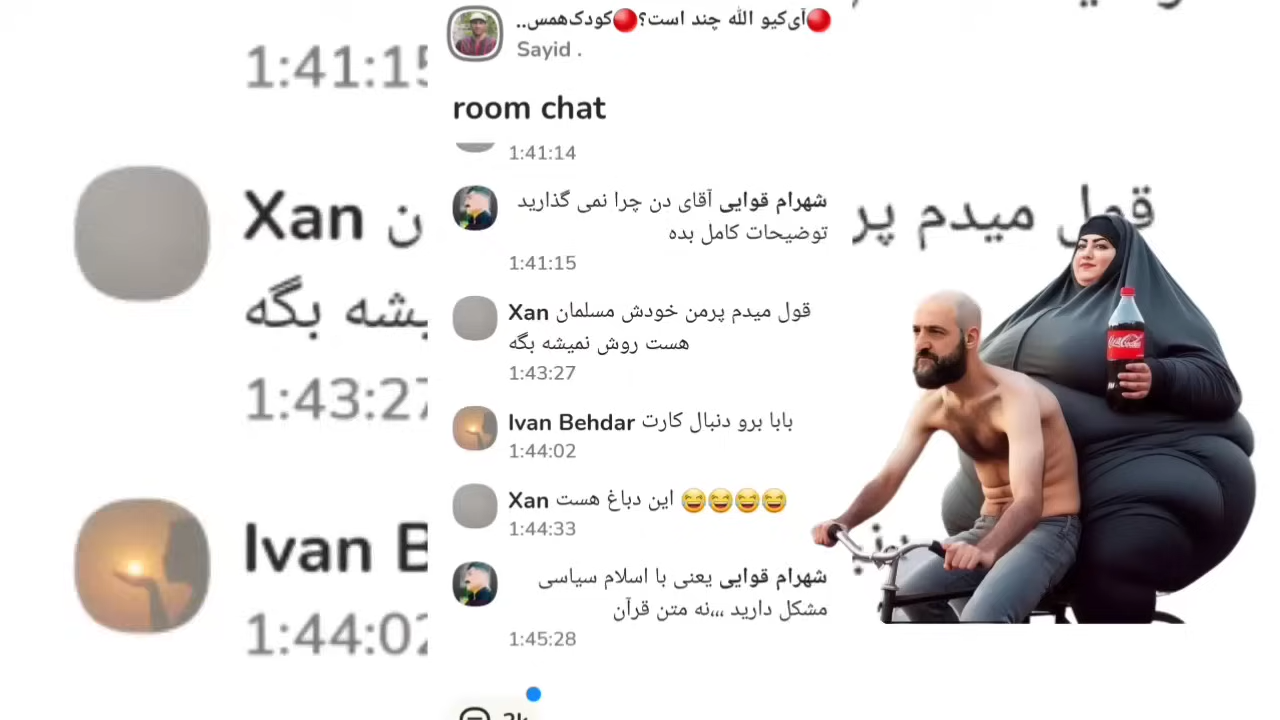 🔴آی‌کیو الله چند است؟🔴کودک‌همس..
Sayid .
room chat
1:41:14
شهرام قوایی آقای دن چرا نمی گذارید
توضیحات کامل بده
1:41:15
Xan قول میدم پرمن خودش مسلمان
هست روش نمیشه بگه
1:43:27
Ivan Behdar بابا برو دنبال کارت
1:44:02
Xan این دباغ هست 😆😆😆😆
1:44:33
شهرام قوایی یعنی با اسلام سیاسی
مشکل دارید ،،،نه متن قرآن
1:45:28
1:41:15
Xan ن
یشه بگه
1:43:27
Ivan B
1:44:02
قول میدم پر